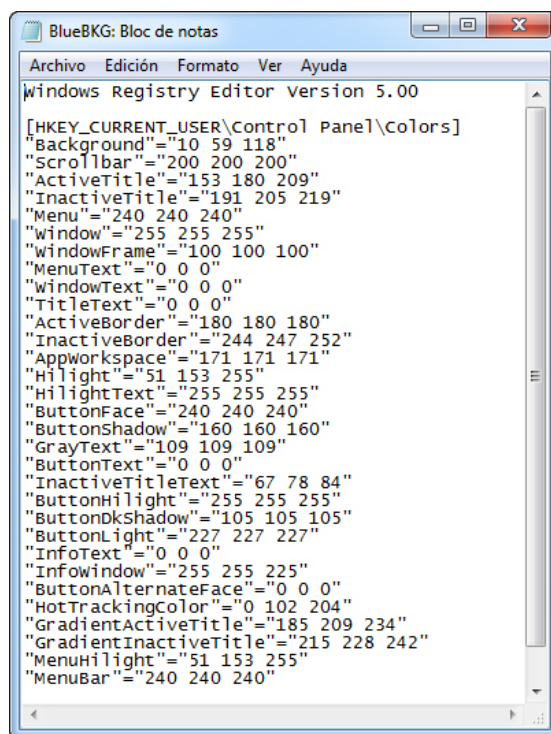 BlueBKG: Bloc de notas
Archivo Edición Formato Ver Ayuda
Windows Registry Editor Version 5.00
[HKEY_CURRENT_USER\Control Panel\Colors]
"Background"="10 59 118"
"Scrollbar"="200 200 200"
"ActiveTitle"="153 180 209"
"InactiveTitle"="191 205 219"
"Menu"="240 240 240"
"Window"="255 255 255"
"WindowFrame"="100 100 100"
"MenuText"="0 0 0"
"WindowText"="0 0 0"
"TitleText"="0 0 0"
"ActiveBorder"="180 180 180"
"InactiveBorder"="244 247 252"
"AppWorkspace"="171 171 171"
"Hilight"="51 153 255"
"HilightText"="255 255 255"
"ButtonFace"="240 240 240"
"ButtonShadow"="160 160 160"
"GrayText"="109 109 109"
"ButtonText"="0 0 0"
"InactiveTitleText"="67 78 84"
"ButtonHilight"="255 255 255"
"ButtonDkShadow"="105 105 105"
"ButtonLight"="227 227 227"
"InfoText"="0 0 0"
"InfoWindow"="255 255 225"
"ButtonAlternateFace"="0 0 0"
"HotTrackingColor"="0 102 204"
"GradientActiveTitle"="185 209 234"
"GradientInactiveTitle"="215 228 242"
"MenuHilight"="51 153 255"
"MenuBar"="240 240 240"